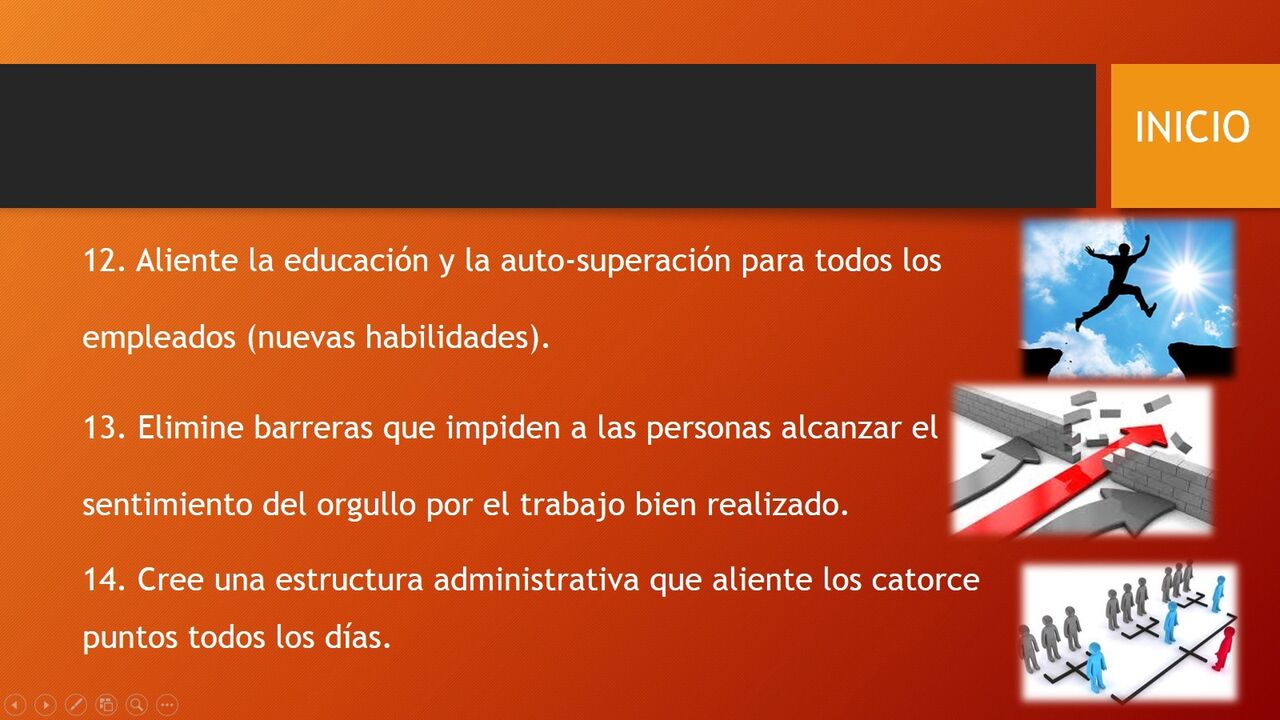 INICIO
12. Aliente la educación y la auto-superación para todos los
empleados (nuevas habilidades).
13. Elimine barreras que impiden a las personas alcanzar el
sentimiento del orgullo por el trabajo bien realizado.
14. Cree una estructura administrativa que aliente los catorce
puntos todos los días.